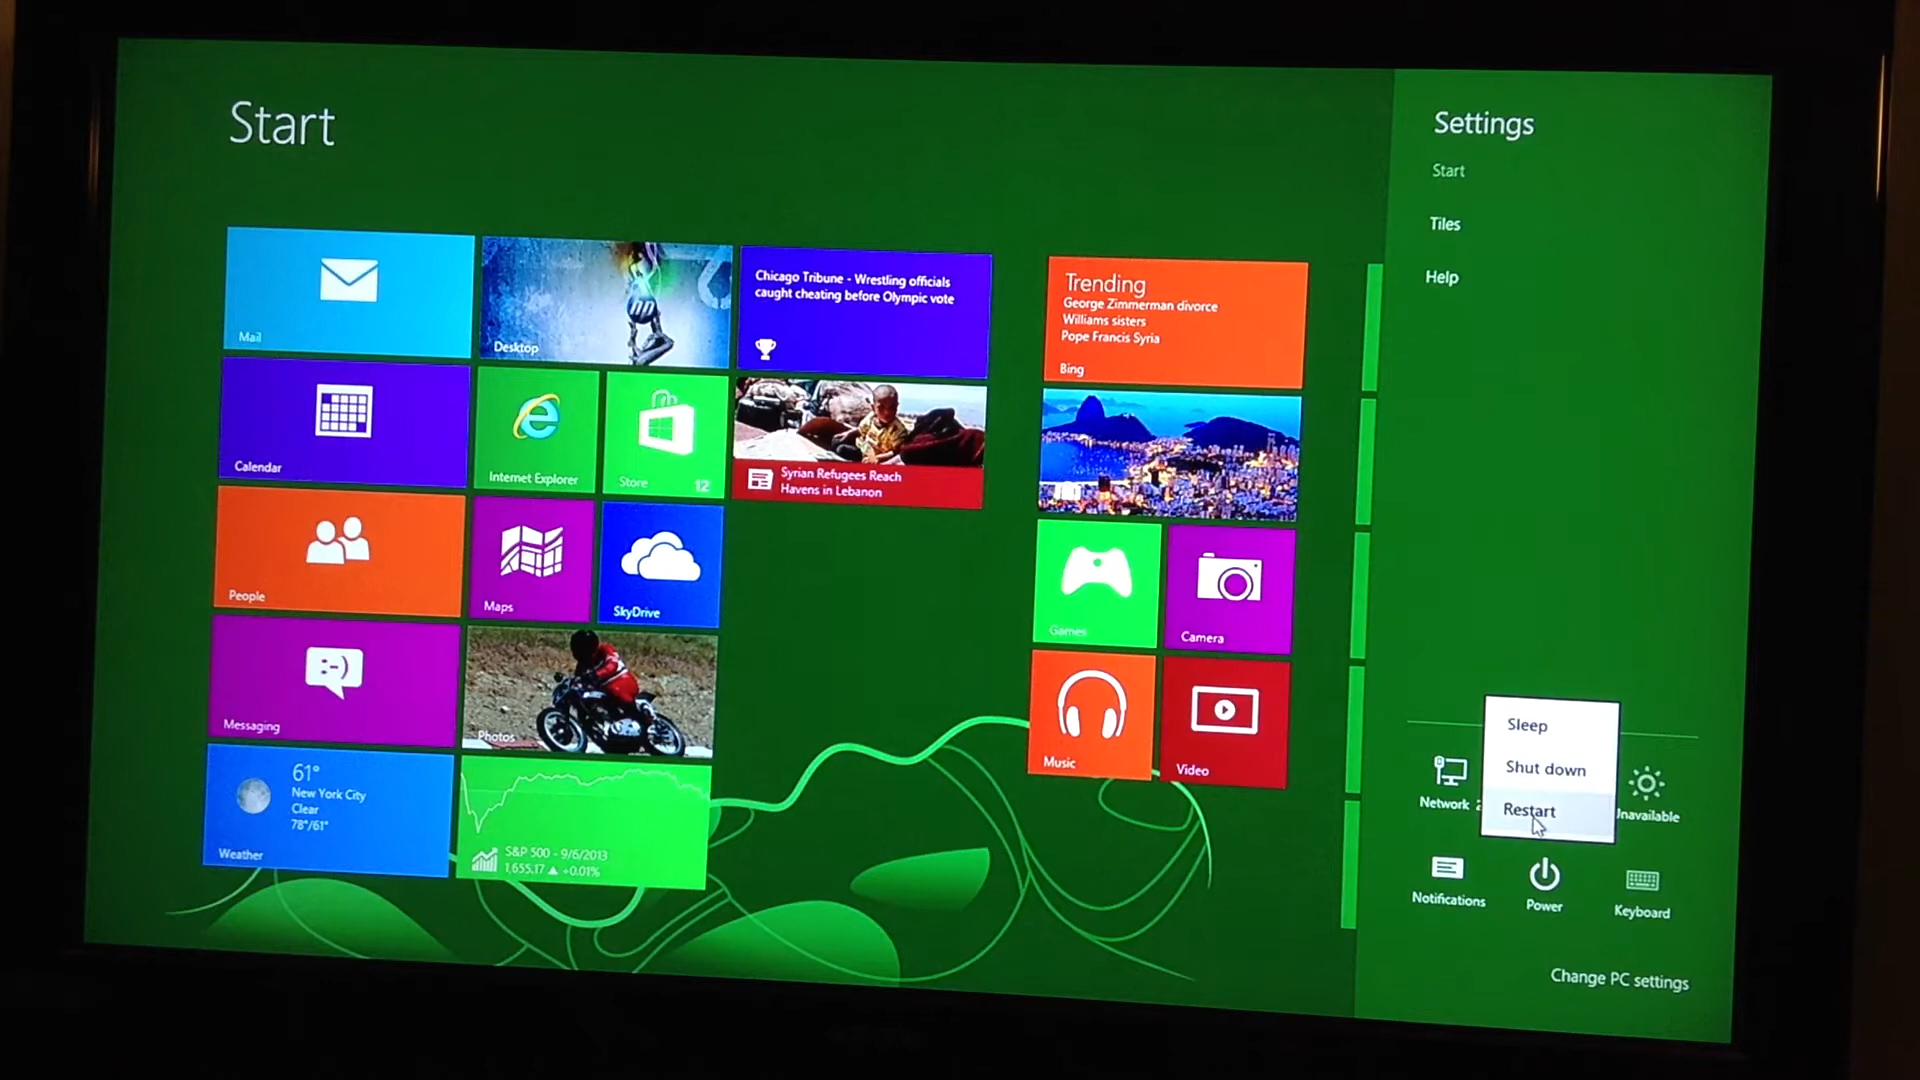 Start
Mail
Desktop
Chicago Tribune - Wrestling officials
caught cheating before Olympic vote
Calendar
Internet Explorer
Store
12
Syrian Refugees Reach
Havens in Lebanon
People
Maps
SkyDrive
Messaging
:-)
Photos
61°
New York City
Clear
78°/61°
Weather
S&P 500 - 9/6/2013
1,655.17 ▲ +0.01%
Trending
George Zimmerman divorce
Williams sisters
Pope Francis Syria
Bing
Games
Camera
Music
Video
Settings
Start
Tiles
Help
Sleep
Shut down
Restart
Network
Unavailable
Notifications
Power
Keyboard
Change PC settings